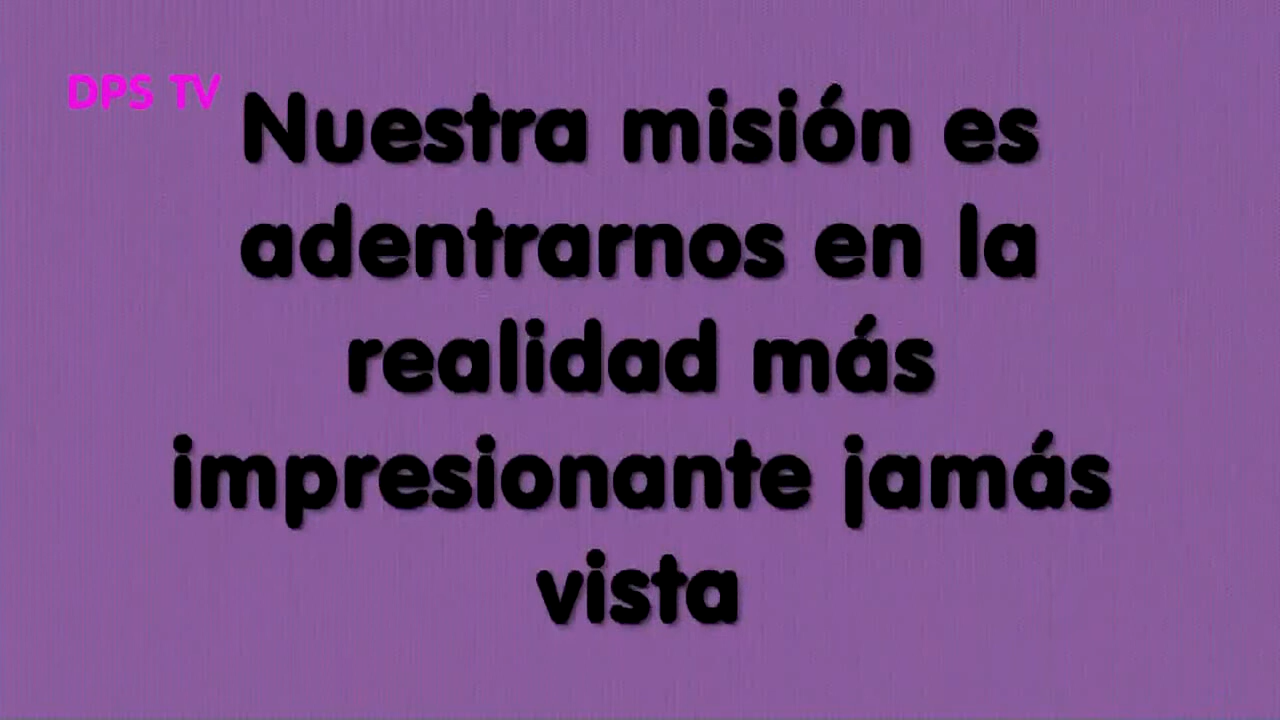 DPS TV
Nuestra misión es
adentrarnos en la
realidad más
impresionante jamás
vista